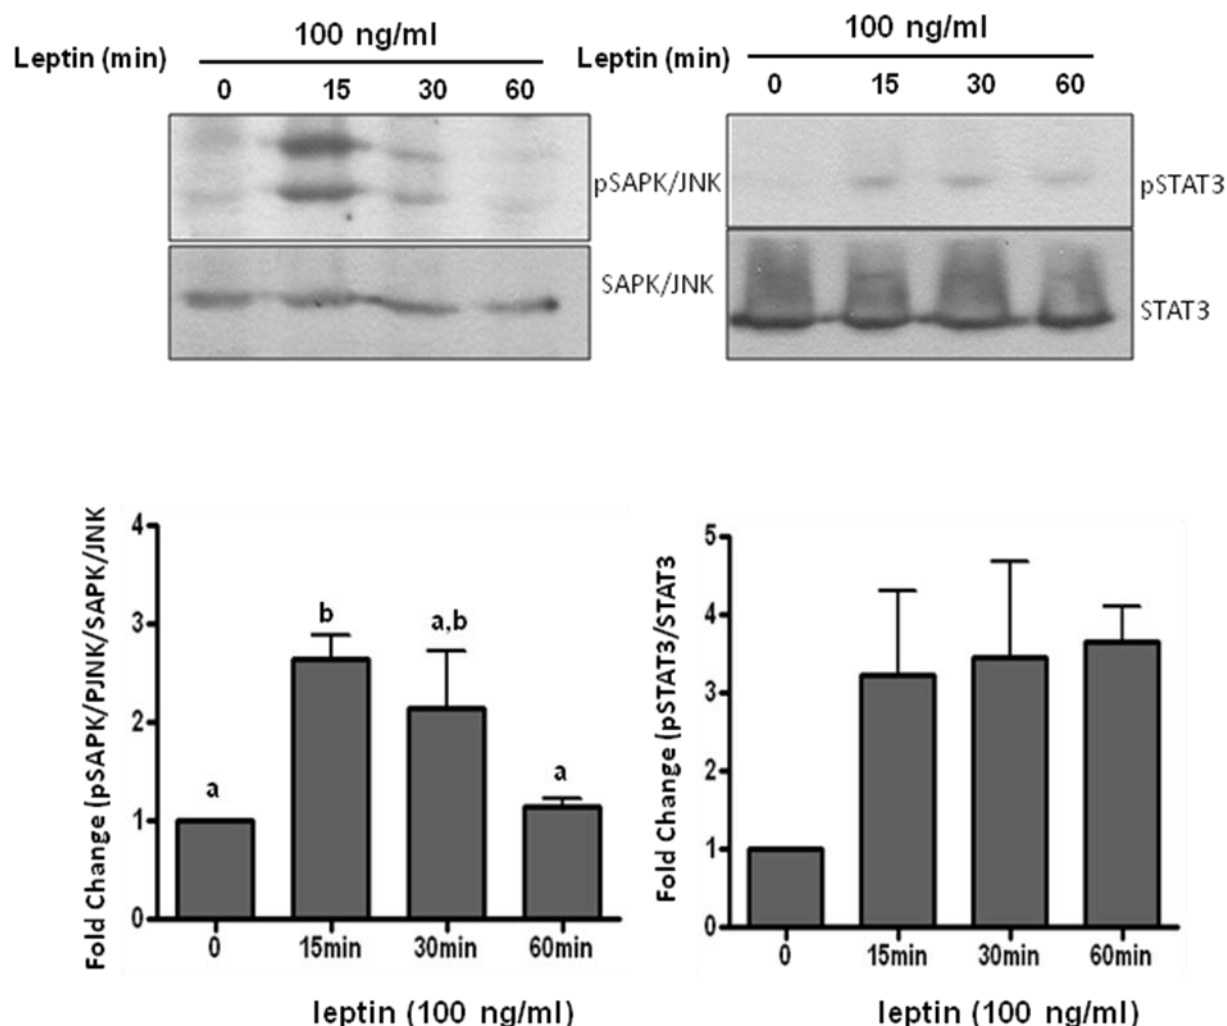 100 ng/ml
Leptin (min)
0 15 30 60
pSAPK/JNK
SAPK/JNK
100 ng/ml
Leptin (min)
0 15 30 60
pSTAT3
STAT3
Fold Change (pSAPK/PJNK/SAPK/JNK
4
3
2
1
0
a
b
a,b
a
0 15min 30min 60min
leptin (100 ng/ml)
Fold Change (pSTAT3/STAT3
5
4
3
2
1
0
0 15min 30min 60min
leptin (100 ng/ml)